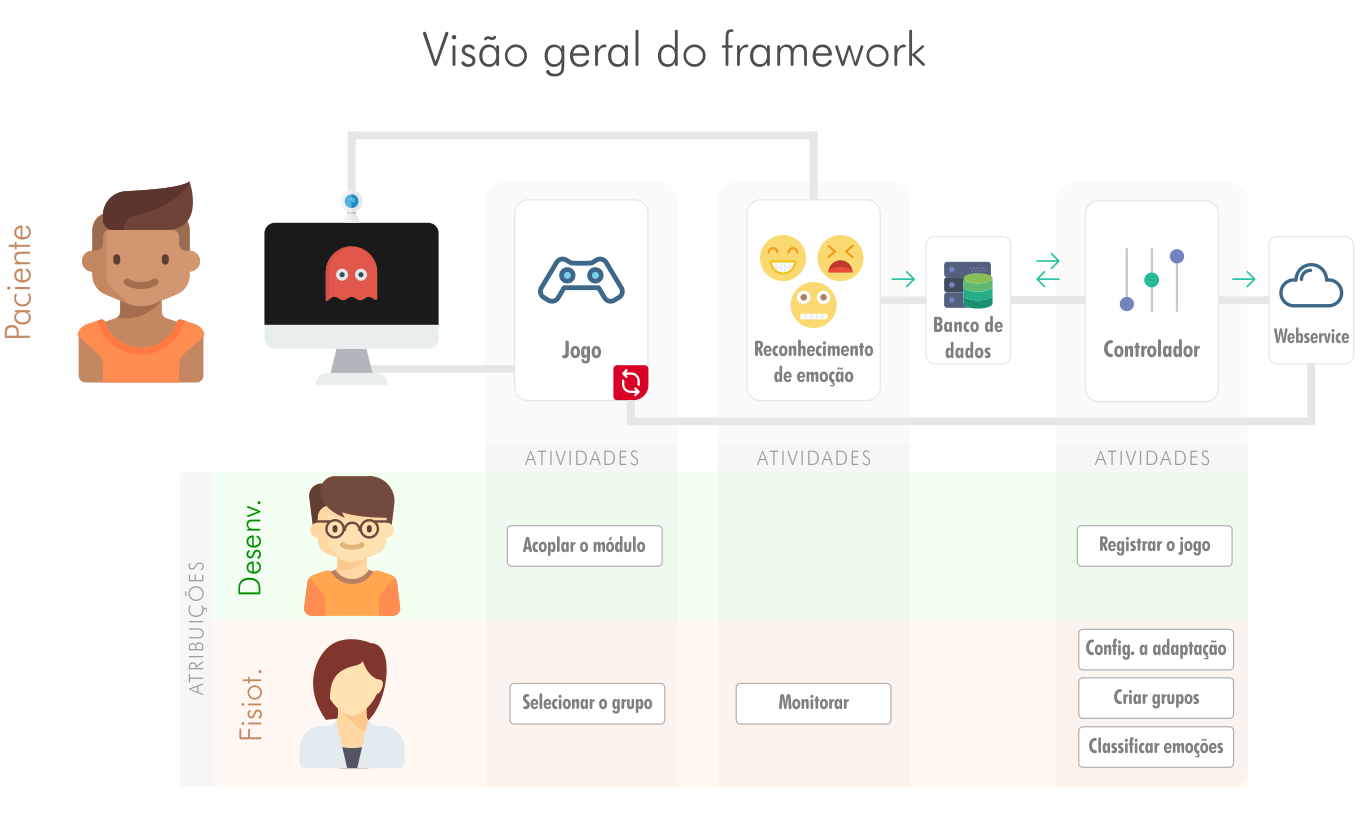 Visão geral do framework
Paciente
Jogo
Reconhecimento
de emoção
Banco de
dados
Controlador
Webservice
ATIVIDADES
ATIVIDADES
ATIVIDADES
ATRIBUIÇÕES
Desenv.
Acoplar o módulo
Registrar o jogo
Fisiot.
Selecionar o grupo
Monitorar
Config. a adaptação
Criar grupos
Classificar emoções